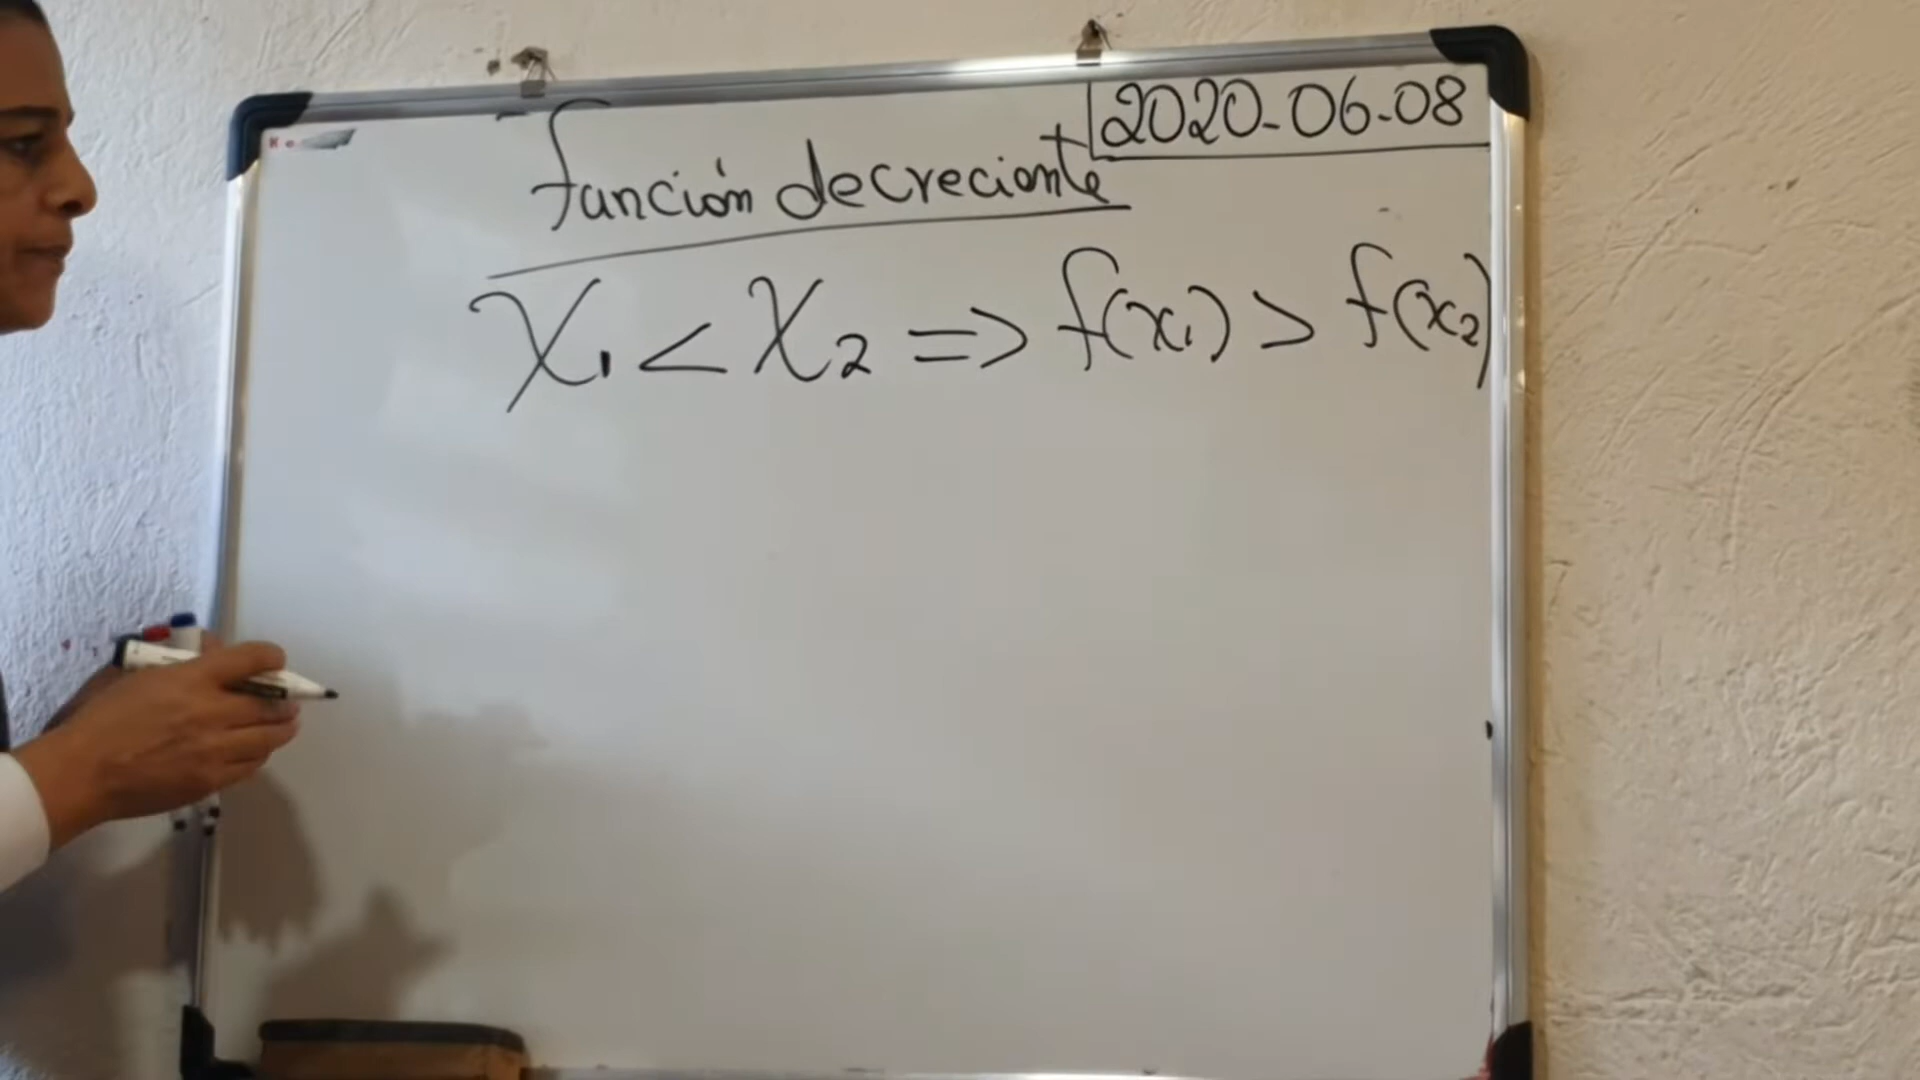 2020-06-08
función decreciente
X₁ < X₂ => f(x₁) > f(x₂)